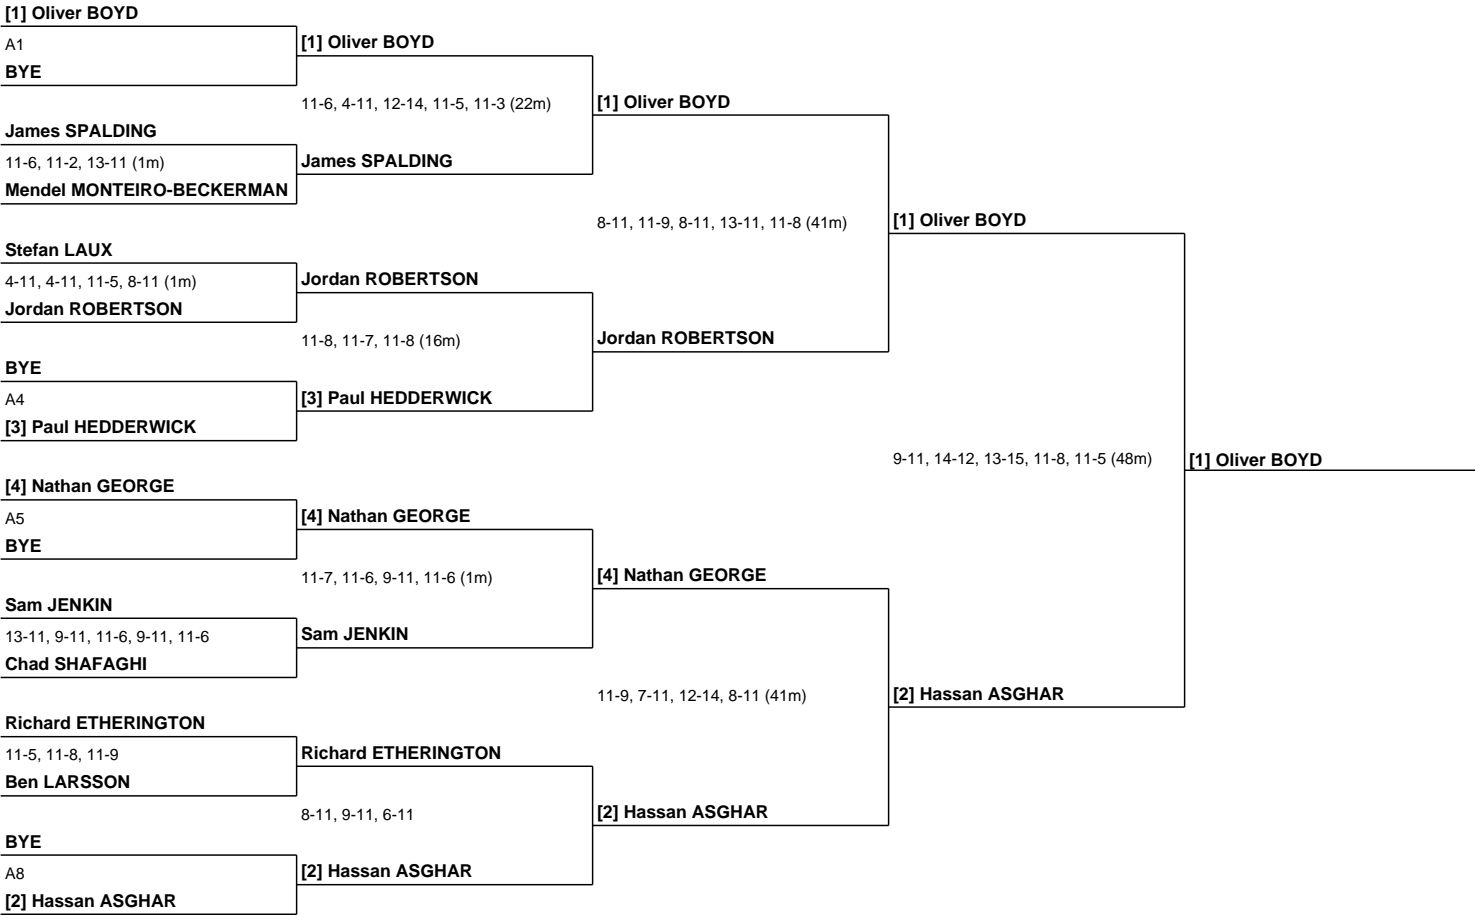 [1] Oliver BOYD
A1
BYE
James SPALDING
11-6, 11-2, 13-11 (1m)
Mendel MONTEIRO-BECKERMAN
Stefan LAUX
4-11, 4-11, 11-5, 8-11 (1m)
Jordan ROBERTSON
BYE
A4
[3] Paul HEDDERWICK
[4] Nathan GEORGE
A5
BYE
Sam JENKIN
13-11, 9-11, 11-6, 9-11, 11-6
Chad SHAFAGHI
Richard ETHERINGTON
11-5, 11-8, 11-9
Ben LARSSON
BYE
A8
[2] Hassan ASGHAR
[1] Oliver BOYD
11-6, 4-11, 12-14, 11-5, 11-3 (22m)
James SPALDING
Jordan ROBERTSON
11-8, 11-7, 11-8 (16m)
[3] Paul HEDDERWICK
[4] Nathan GEORGE
11-7, 11-6, 9-11, 11-6 (1m)
Sam JENKIN
Richard ETHERINGTON
8-11, 9-11, 6-11
[2] Hassan ASGHAR
[1] Oliver BOYD
8-11, 11-9, 8-11, 13-11, 11-8 (41m)
Jordan ROBERTSON
[4] Nathan GEORGE
11-9, 7-11, 12-14, 8-11 (41m)
[2] Hassan ASGHAR
[1] Oliver BOYD
9-11, 14-12, 13-15, 11-8, 11-5 (48m)
[2] Hassan ASGHAR
[1] Oliver BOYD